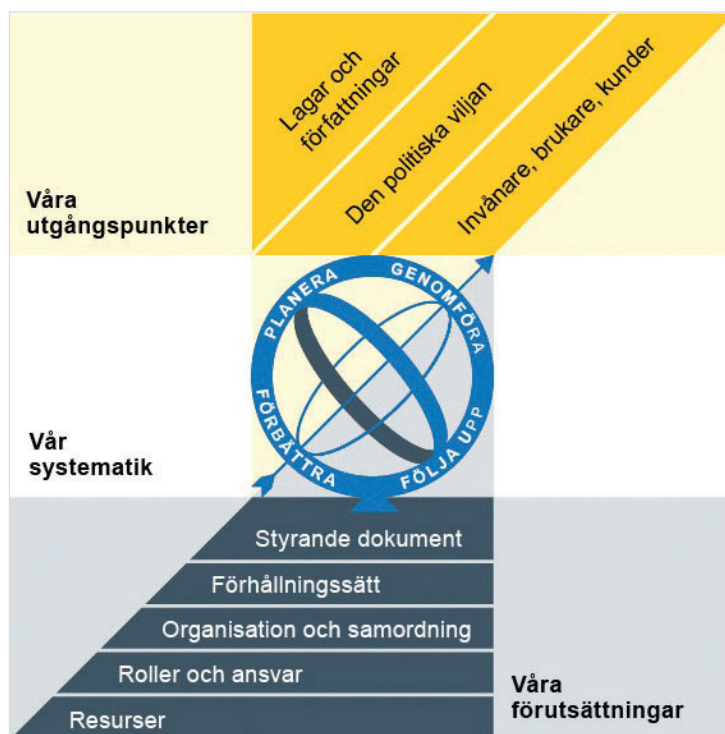 Lagar och
författningar
Den politiska viljan
Invånare, brukare, kunder
Våra
utgångspunkter
PLANERA
GENOMFÖRA
FÖLJA UPP
FÖRBÄTTRA
Vår
systematik
Styrande dokument
Förhållningssätt
Organisation och samordning
Roller och ansvar
Resurser
Våra
förutsättningar